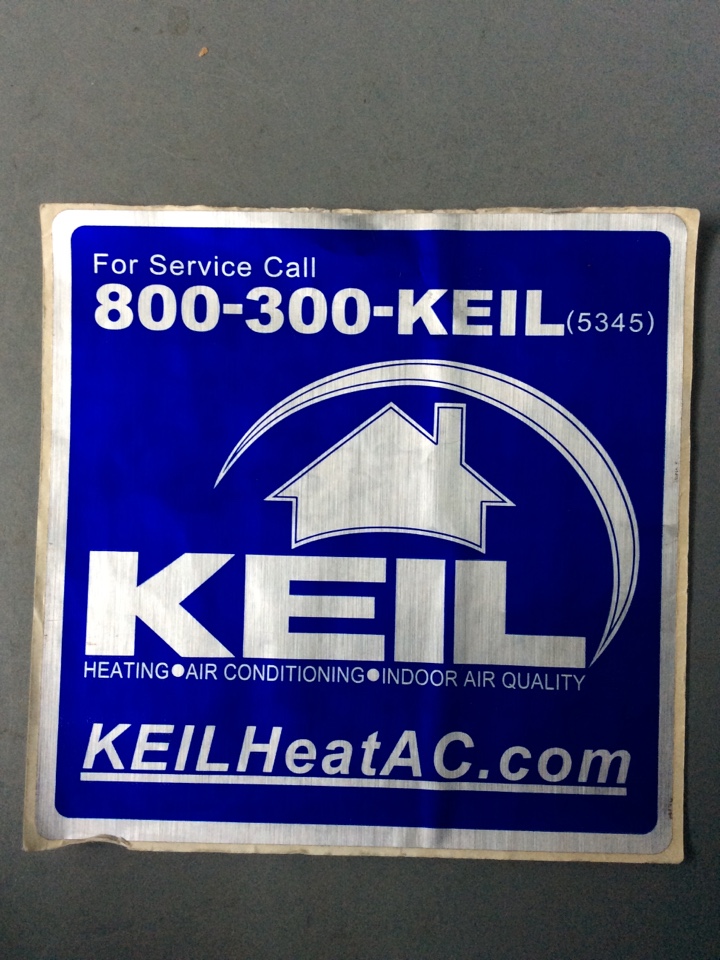 For Service Call
800-300-KEIL(5345)
KEIL
HEATING●AIR CONDITIONING●INDOOR AIR QUALITY
KEILHeatAC.com